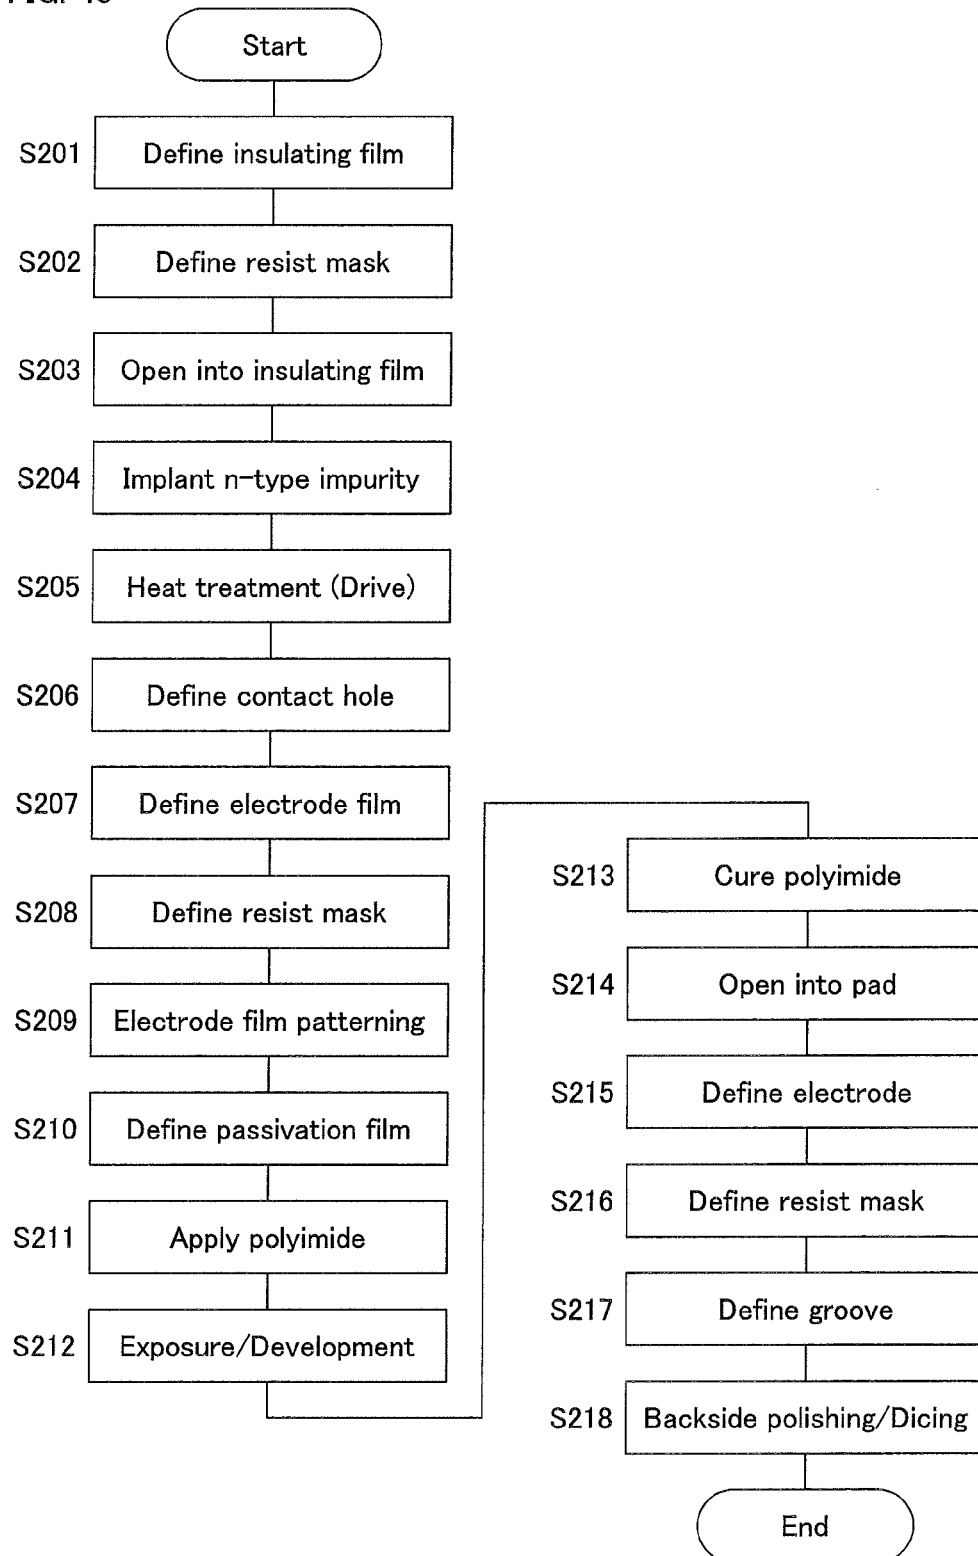 Start
S201 Define insulating film
S202 Define resist mask
S203 Open into insulating film
S204 Implant n-type impurity
S205 Heat treatment (Drive)
S206 Define contact hole
S207 Define electrode film
S208 Define resist mask
S209 Electrode film patterning
S210 Define passivation film
S211 Apply polyimide
S212 Exposure/Development
S213 Cure polyimide
S214 Open into pad
S215 Define electrode
S216 Define resist mask
S217 Define groove
S218 Backside polishing/Dicing
End